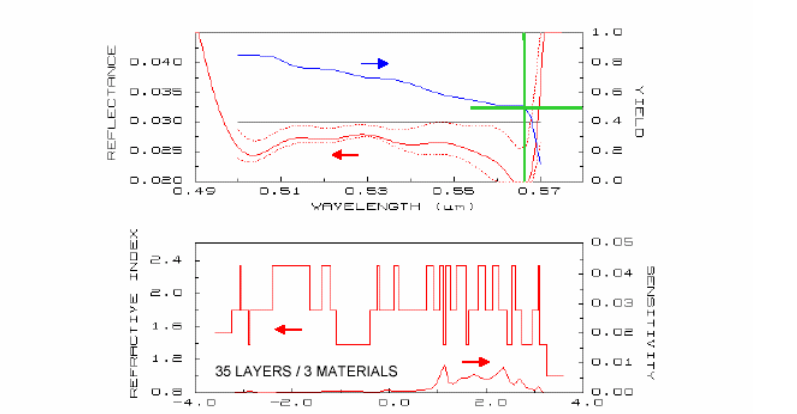 REFLECTANCE
0.040
0.035
0.030
0.025
0.020
1.0
0.8
0.6
0.4
0.2
0.0
YIELD
0.49 0.51 0.53 0.55 0.57
WAVELENGTH (um)
REFRACTIVE INDEX
2.4
2.0
1.6
1.2
0.8
0.05
0.04
0.03
0.02
0.01
0.00
SENSITIVITY
35 LAYERS / 3 MATERIALS
-4.0 -2.0 0.0 2.0 4.0